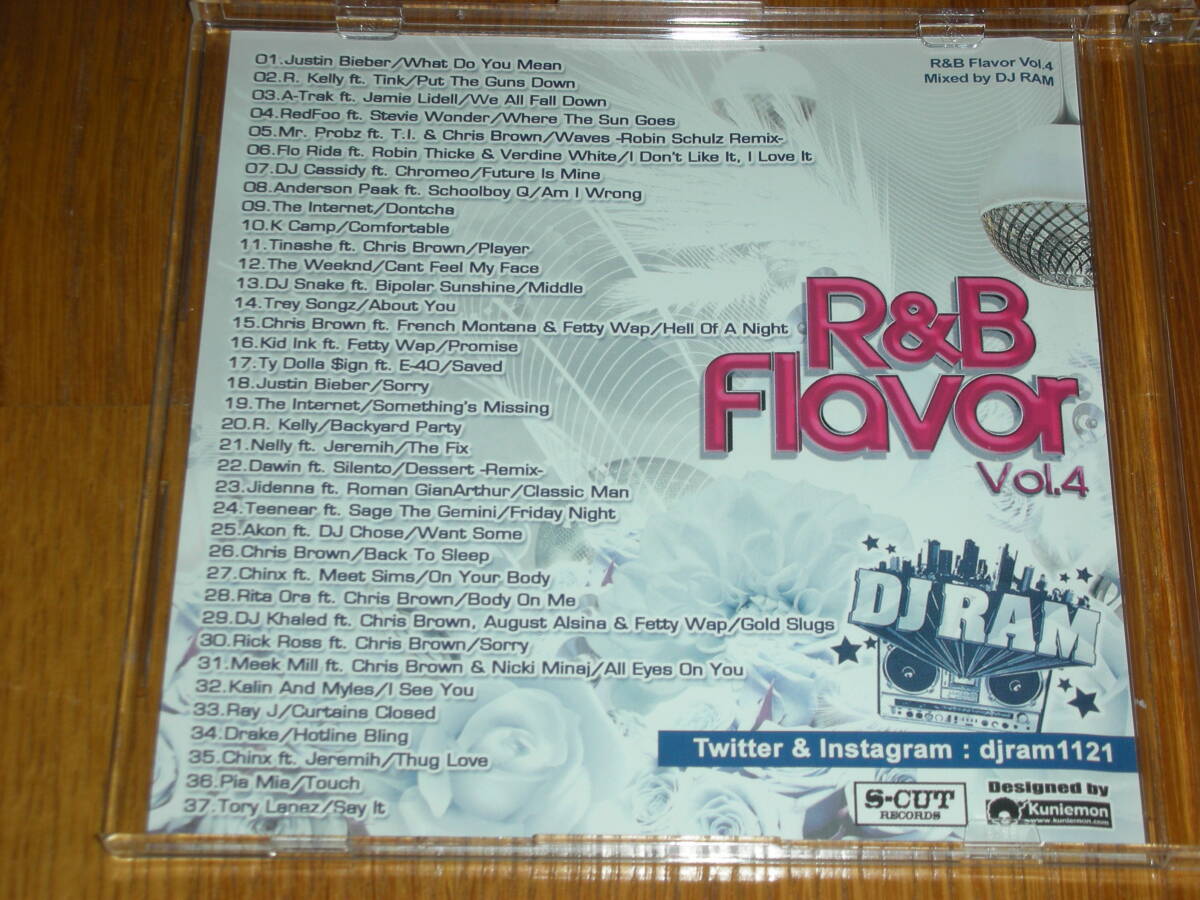 01.Justin Bieber/What Do You Mean
02.R. Kelly ft. Tink/Put The Guns Down
03.A-Trak ft. Jamie Lidell/We All Fall Down
04.RedFoo ft. Stevie Wonder/Where The Sun Goes
05.Mr. Probz ft. T.I. & Chris Brown/Waves -Robin Schulz Remix-
06.Flo Rida ft. Robin Thicke & Verdine White/I Don't Like It, I Love It
07.DJ Cassidy ft. Chromeo/Future Is Mine
08.Anderson Paak ft. Schoolboy Q/Am I Wrong
09.The Internet/Dontcha
10.K Camp/Comfortable
11.Tinashe ft. Chris Brown/Player
12.The Weeknd/Cant Feel My Face
13.DJ Snake ft. Bipolar Sunshine/Middle
14.Trey Songz/About You
15.Chris Brown ft. French Montana & Fetty Wap/Hell Of A Night
16.Kid Ink ft. Fetty Wap/Promise
17.Ty Dolla $ign ft. E-40/Saved
18.Justin Bieber/Sorry
19.The Internet/Something's Missing
20.R. Kelly/Backyard Party
21.Nelly ft. Jeremih/The Fix
22.Dawin ft. Silento/Dessert -Remix-
23.Jidenna ft. Roman GianArthur/Classic Man
24.Teenear ft. Sage The Gemini/Friday Night
25.Akon ft. DJ Chose/Want Some
26.Chris Brown/Back To Sleep
27.Chinx ft. Meet Sims/On Your Body
28.Rita Ora ft. Chris Brown/Body On Me
29.DJ Khaled ft. Chris Brown, August Alsina & Fetty Wap/Gold Slugs
30.Rick Ross ft. Chris Brown/Sorry
31.Meek Mill ft. Chris Brown & Nicki Minaj/All Eyes On You
32.Kalin And Myles/I See You
33.Ray J/Curtains Closed
34.Drake/Hotline Bling
35.Chinx ft. Jeremih/Thug Love
36.Pia Mia/Touch
37.Tory Lanez/Say It
R&B Flavor Vol.4
Mixed by DJ RAM
R&B
Flavor
Vol.4
DJ RAM
Twitter & Instagram : djram1121
S-CUT
RECORDS
Designed by
Kuniemon
www.kuniemon.com